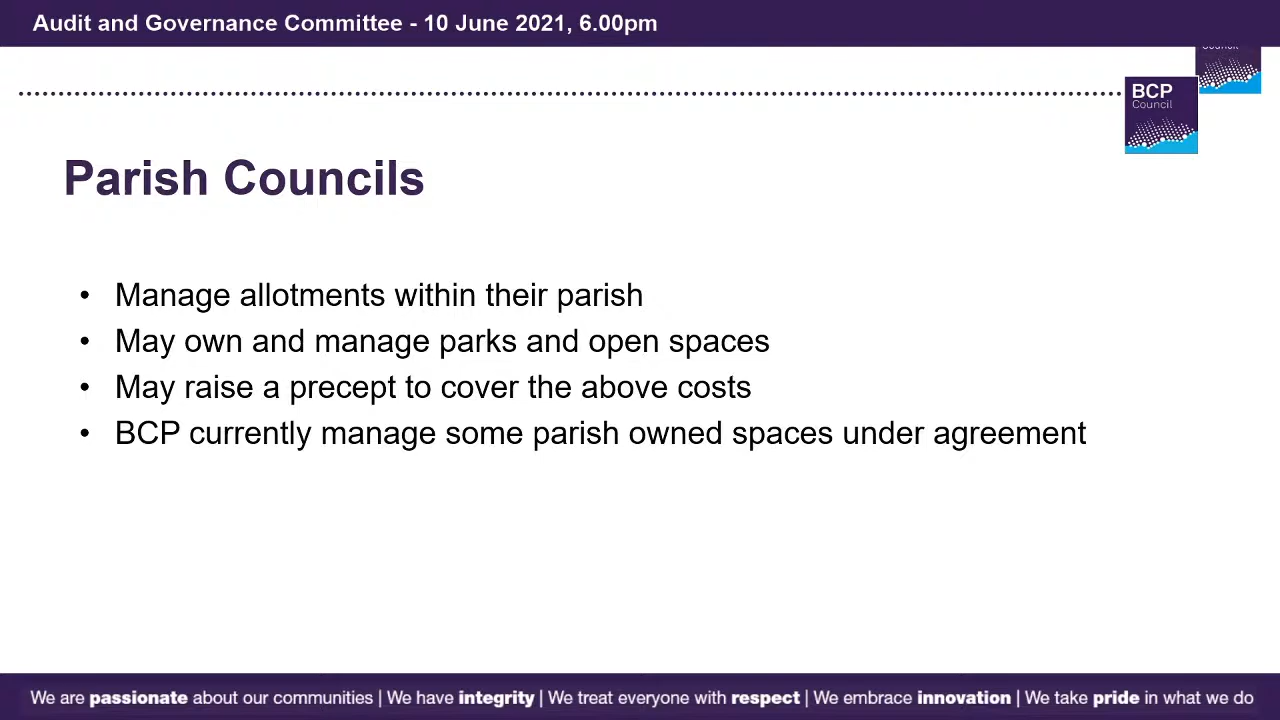 Audit and Governance Committee - 10 June 2021, 6.00pm
Council
BCP
Council
Parish Councils
• Manage allotments within their parish
• May own and manage parks and open spaces
• May raise a precept to cover the above costs
• BCP currently manage some parish owned spaces under agreement
We are passionate about our communities | We have integrity | We treat everyone with respect | We embrace innovation | We take pride in what we do